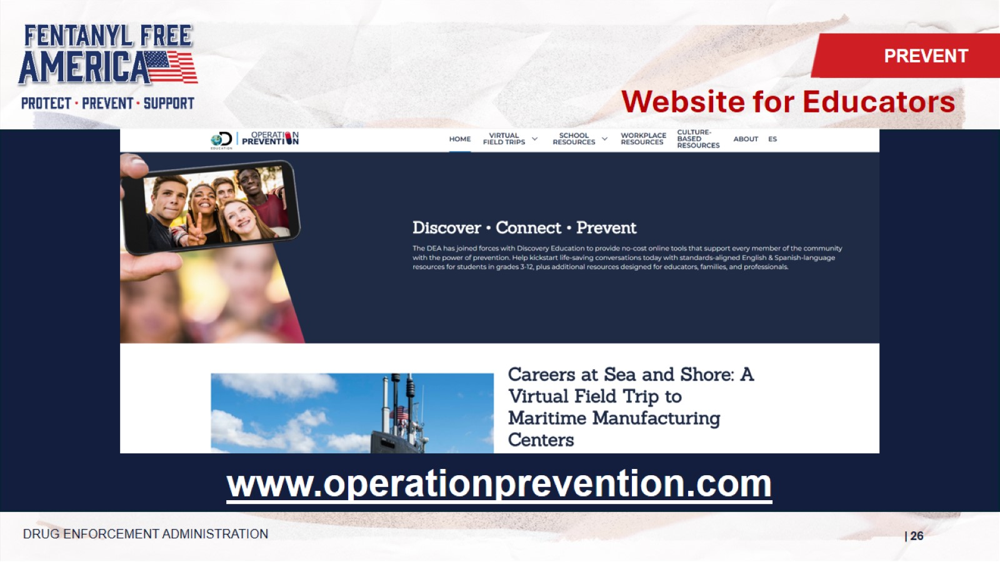 FENTANYL FREE
AMERICA
PROTECT • PREVENT • SUPPORT
PREVENT
Website for Educators
D
EDUCATION
OPERATION
PREVENTION
HOME
VIRTUAL
FIELD TRIPS
SCHOOL
RESOURCES
WORKPLACE
RESOURCES
CULTURE-
BASED
RESOURCES
ABOUT
ES
Discover • Connect • Prevent
The DEA has joined forces with Discovery Education to provide no-cost online tools that support every member of the community
with the power of prevention. Help kickstart life-saving conversations today with standards-aligned English & Spanish-language
resources for students in grades 3-12, plus additional resources designed for educators, families, and professionals.
Careers at Sea and Shore: A
Virtual Field Trip to
Maritime Manufacturing
Centers
www.operationprevention.com
DRUG ENFORCEMENT ADMINISTRATION
| 26